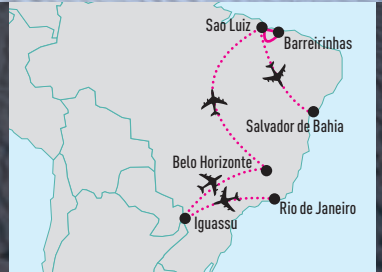 Sao Luiz
Barreirinhas
Salvador de Bahia
Belo Horizonte
Rio de Janeiro
Iguassu